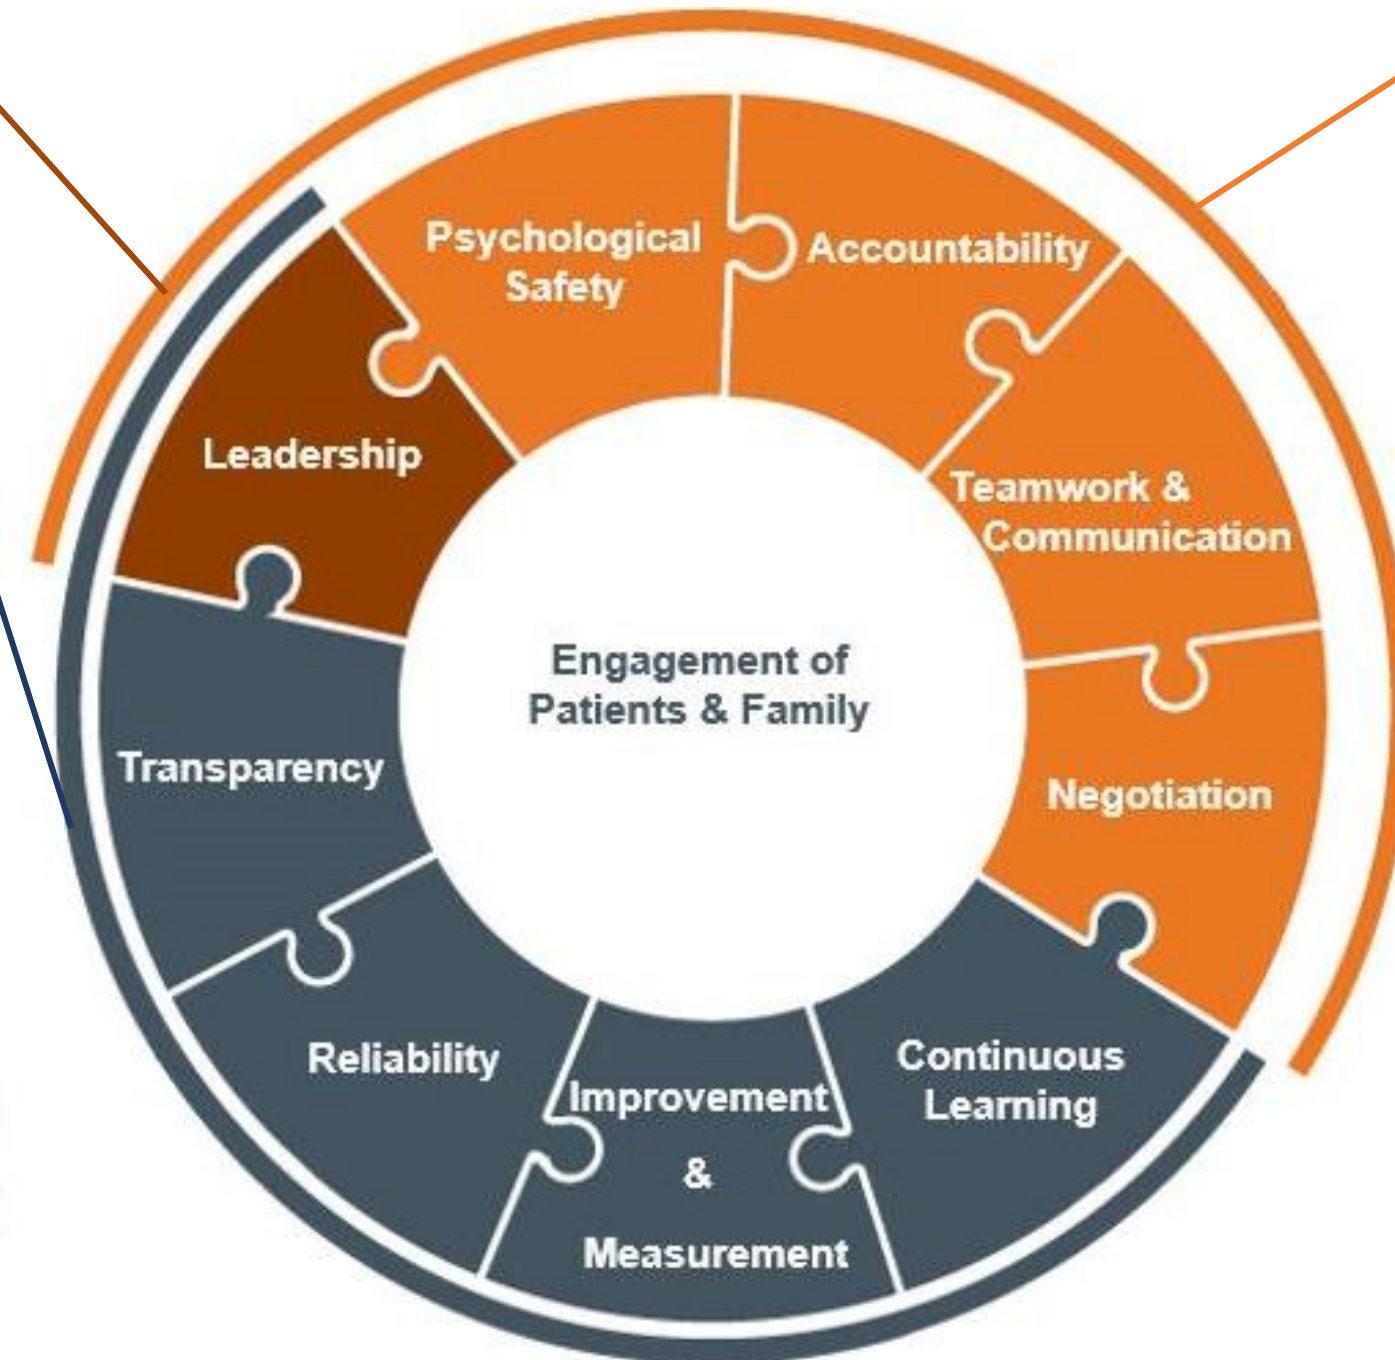 Psychological
Safety
Accountability
Leadership
Teamwork &
Communication
Engagement of
Patients & Family
Transparency
Negotiation
Reliability
Improvement
&
Measurement
Continuous
Learning